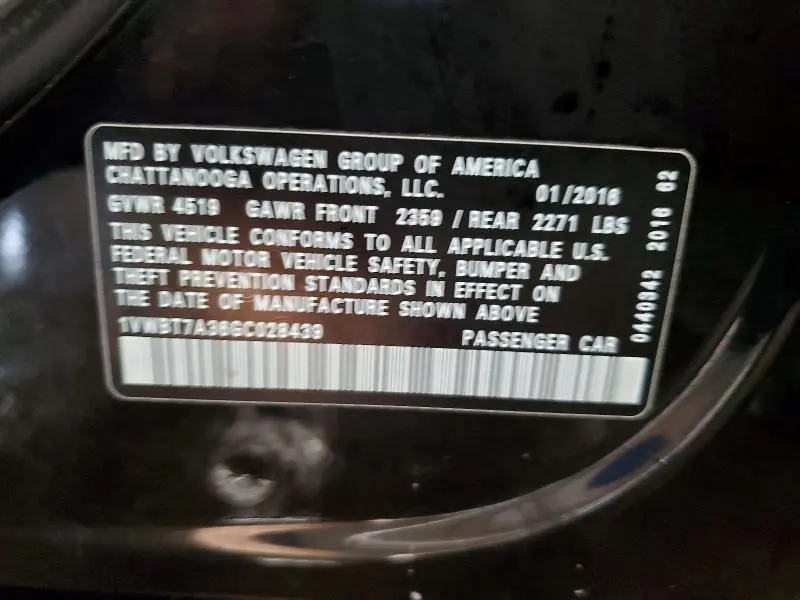 MFD BY VOLKSWAGEN GROUP OF AMERICA
CHATTANOOGA OPERATIONS, LLC. 01/2016
GVWR 4519 GAWR FRONT 2359 / REAR 2271 LBS
THIS VEHICLE CONFORMS TO ALL APPLICABLE U.S.
FEDERAL MOTOR VEHICLE SAFETY, BUMPER AND
THEFT PREVENTION STANDARDS IN EFFECT ON
THE DATE OF MANUFACTURE SHOWN ABOVE
1VWBT7A36GC028439 PASSENGER CAR
0440342 2016 02